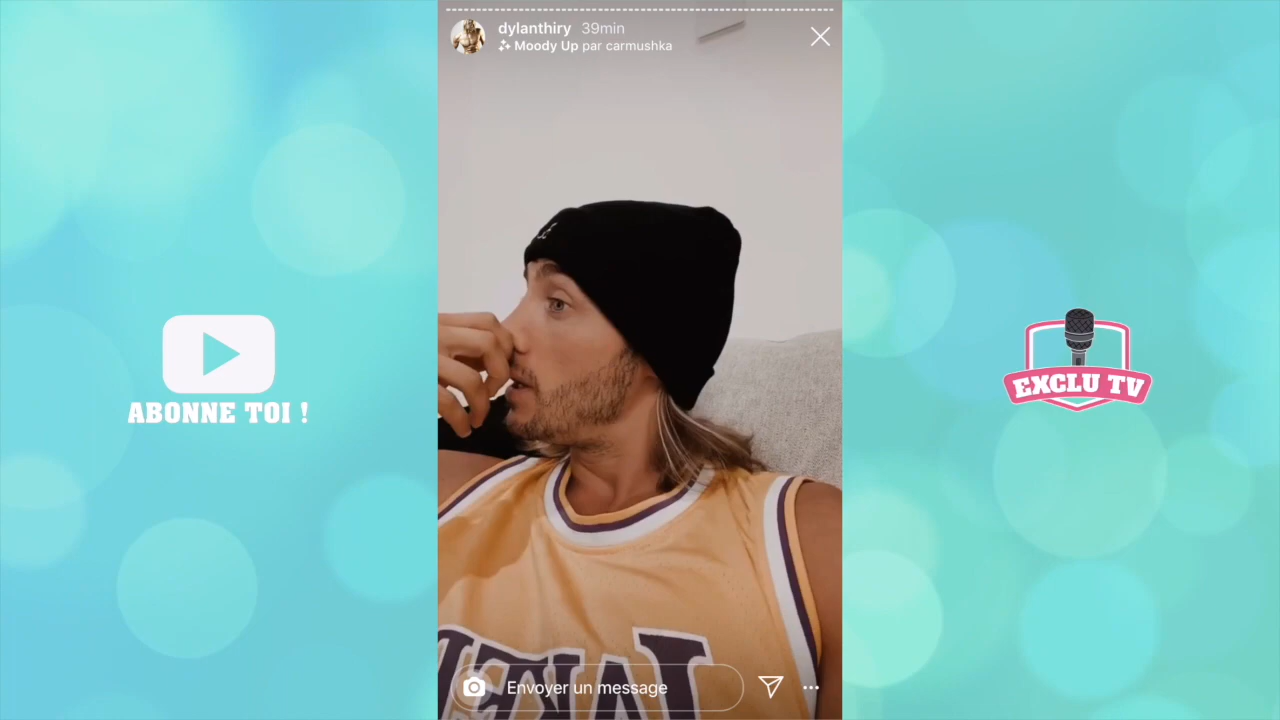 dylanthiry 39min
Moody Up par carmushka
ABONNE TOI !
EXCLU TV
Envoyer un message